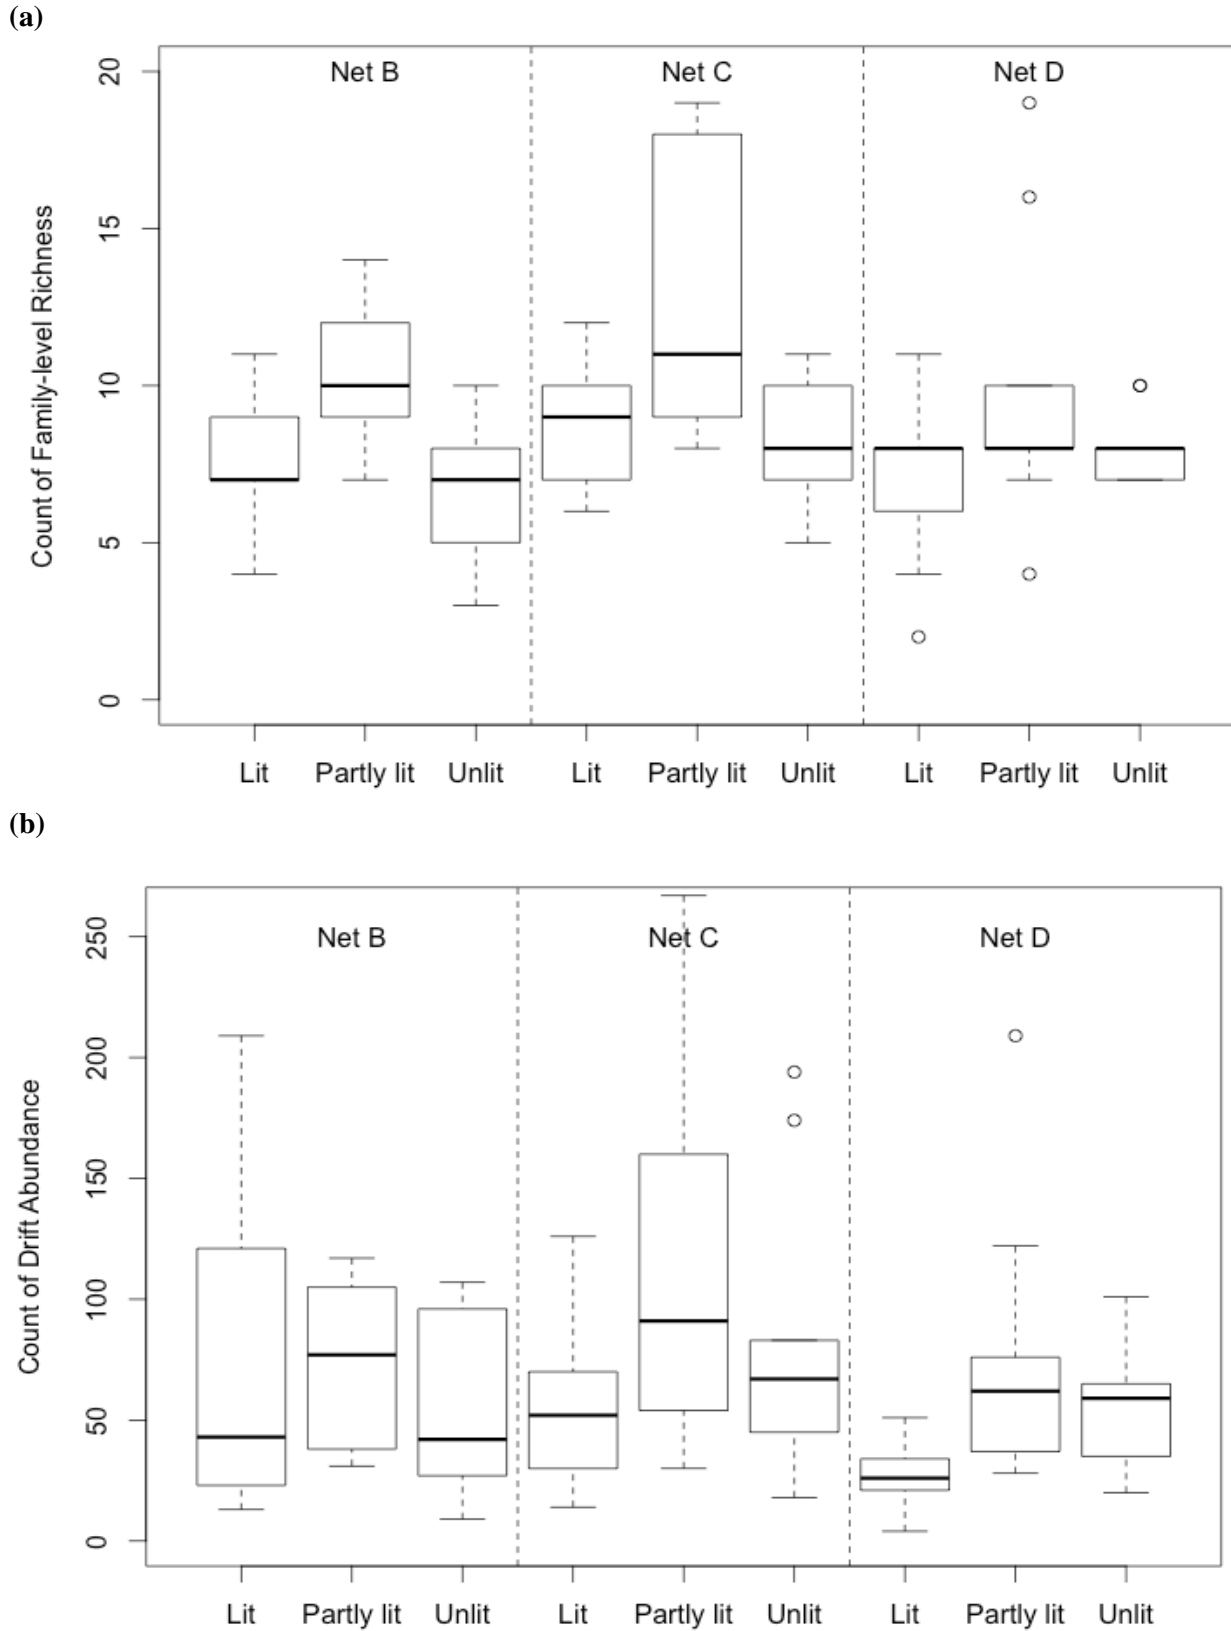 (a)
Net B Net C Net D
Count of Family-level Richness
20
15
10
5
0
Lit Partly lit Unlit Lit Partly lit Unlit Lit Partly lit Unlit
(b)
Net B Net C Net D
Count of Drift Abundance
250
200
150
100
50
0
Lit Partly lit Unlit Lit Partly lit Unlit Lit Partly lit Unlit